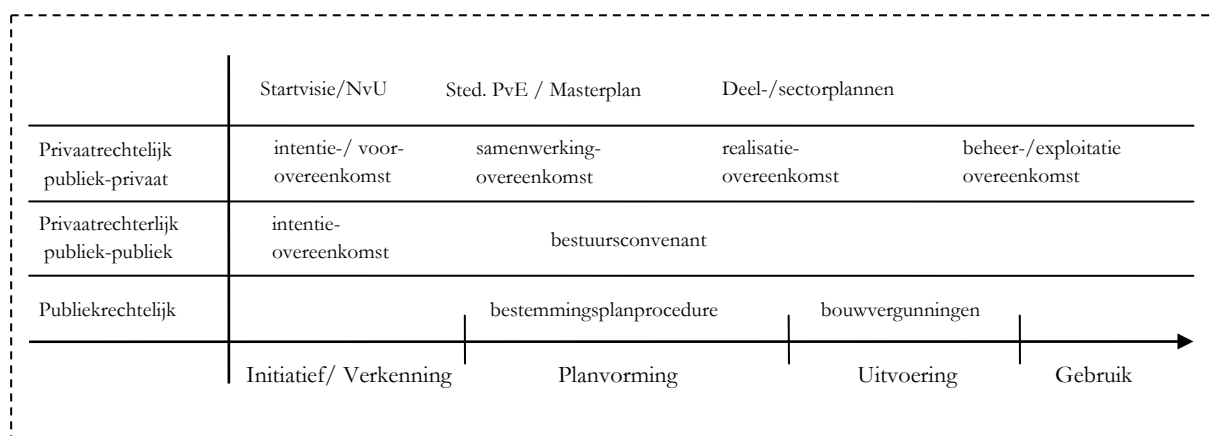 Startvisie/NvU Sted. PvE / Masterplan Deel-/sectorplannen
Privaatrechtelijk intentie-/ voor- samenwerking- realisatie- beheer-/exploitatie
publiek-privaat overeenkomst overeenkomst overeenkomst overeenkomst
Privaatrechterlijk intentie-
publiek-publiek overeenkomst bestuursconvenant
Publiekrechtelijk bestemmingsplanprocedure bouwvergunningen
Initiatief/ Verkenning Planvorming Uitvoering Gebruik